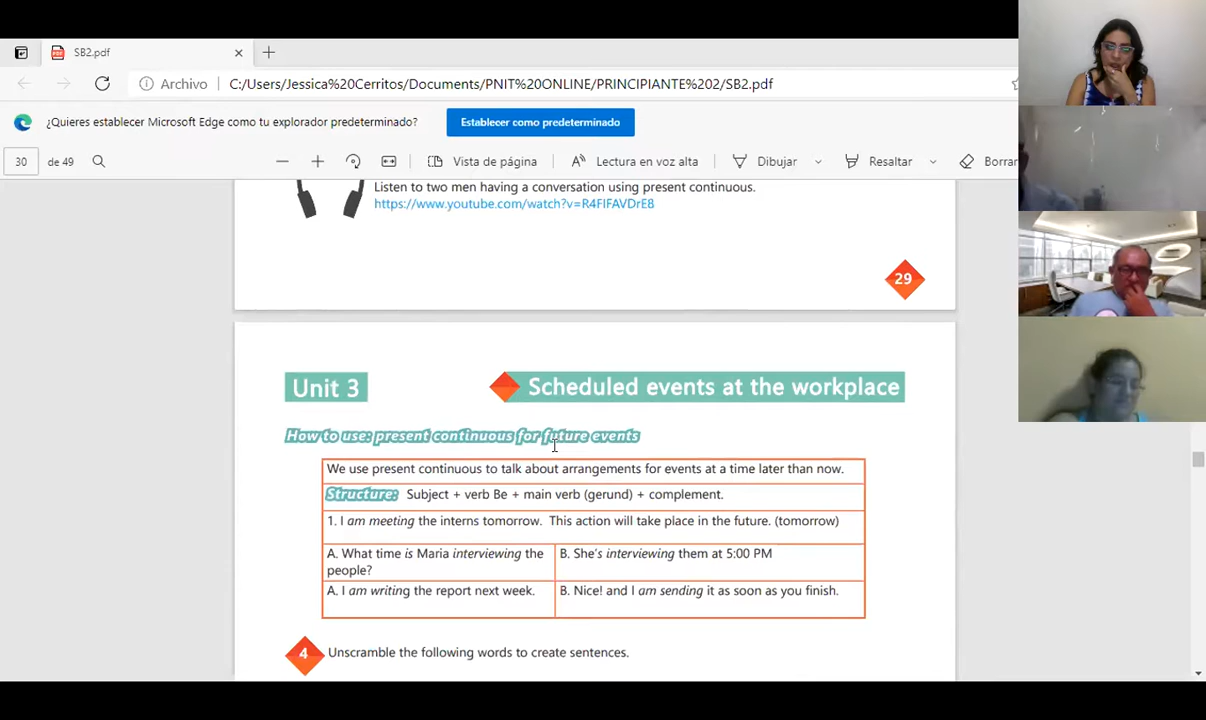 SB2.pdf
Archivo
C:/Users/Jessica%20Cerritos/Documents/PNIT%20ONLINE/PRINCIPIANTE%202/SB2.pdf
¿Quieres establecer Microsoft Edge como tu explorador predeterminado?
Establecer como predeterminado
30 de 49
Vista de página
Lectura en voz alta
Dibujar
Resaltar
Borrar
Listen to two men having a conversation using present continuous.
https://www.youtube.com/watch?v=R4FIFAVDrE8
29
Unit 3
Scheduled events at the workplace
How to use: present continuous for future events
We use present continuous to talk about arrangements for events at a time later than now.
Structure: Subject + verb Be + main verb (gerund) + complement.
1. I am meeting the interns tomorrow. This action will take place in the future. (tomorrow)
A. What time is Maria interviewing the
people?
B. She's interviewing them at 5:00 PM
A. I am writing the report next week.
B. Nice! and I am sending it as soon as you finish.
4
Unscramble the following words to create sentences.